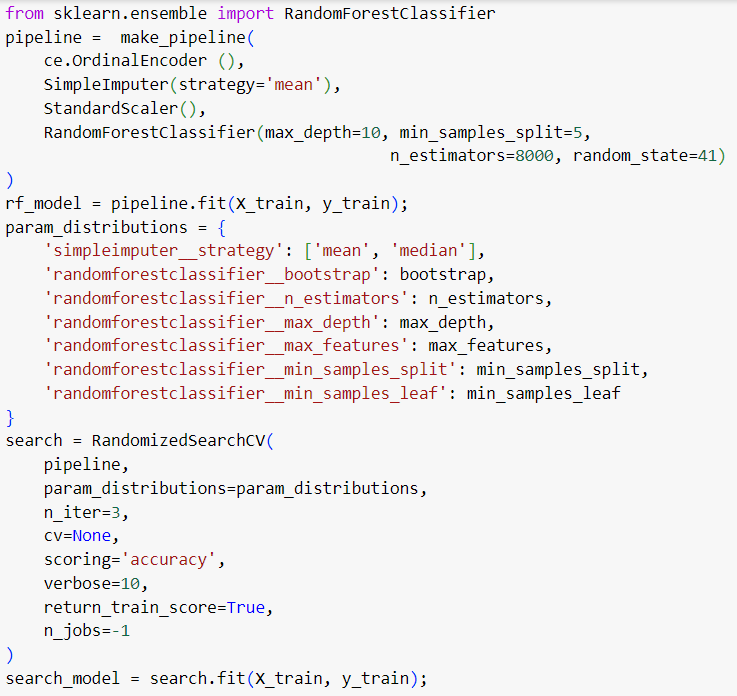 from sklearn.ensemble import RandomForestClassifier
pipeline =  make_pipeline(
    ce.OrdinalEncoder (),
    SimpleImputer(strategy='mean'),
    StandardScaler(),
    RandomForestClassifier(max_depth=10, min_samples_split=5,
                                        n_estimators=8000, random_state=41)
)
rf_model = pipeline.fit(X_train, y_train);
param_distributions = {
    'simpleimputer__strategy': ['mean', 'median'],
    'randomforestclassifier__bootstrap': bootstrap,
    'randomforestclassifier__n_estimators': n_estimators,
    'randomforestclassifier__max_depth': max_depth,
    'randomforestclassifier__max_features': max_features,
    'randomforestclassifier__min_samples_split': min_samples_split,
    'randomforestclassifier__min_samples_leaf': min_samples_leaf
}
search = RandomizedSearchCV(
    pipeline,
    param_distributions=param_distributions,
    n_iter=3,
    cv=None,
    scoring='accuracy',
    verbose=10,
    return_train_score=True,
    n_jobs=-1
)
search_model = search.fit(X_train, y_train);